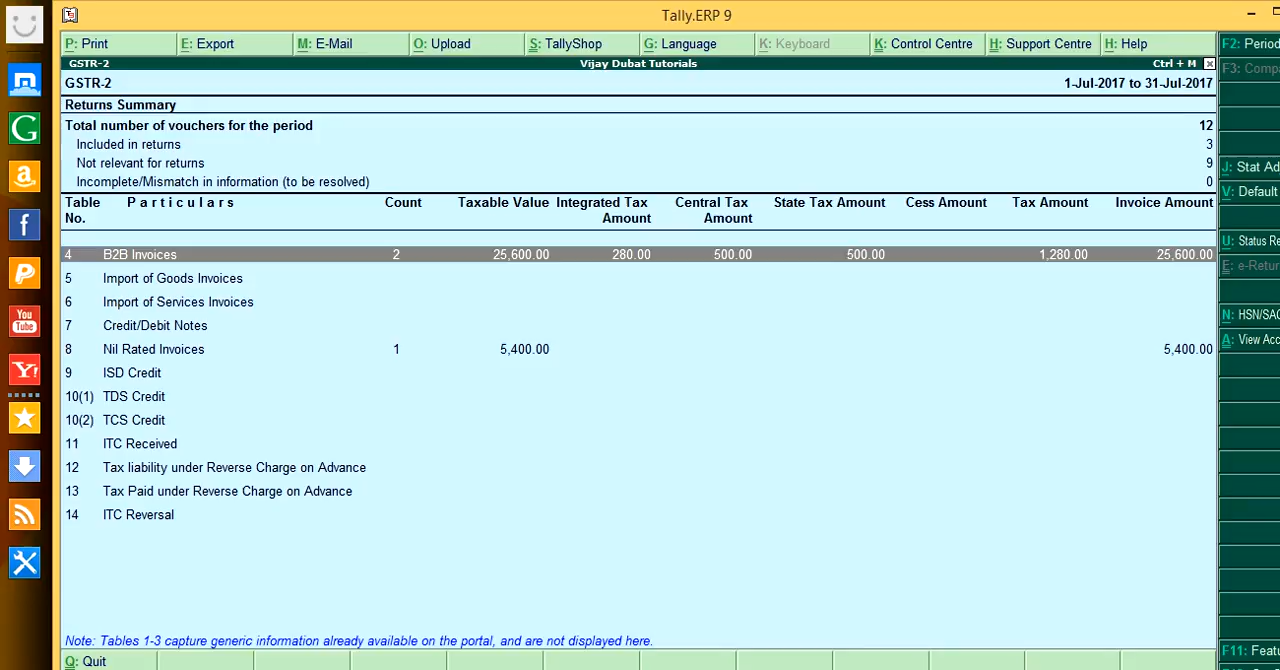 Tally.ERP 9
P: Print E: Export M: E-Mail O: Upload S: TallyShop G: Language K: Keyboard K: Control Centre H: Support Centre H: Help F2: Period
GSTR-2 Vijay Dubat Tutorials Ctrl + M F3: Comp
GSTR-2 1-Jul-2017 to 31-Jul-2017
Returns Summary
Total number of vouchers for the period 12
Included in returns 3
Not relevant for returns 9
J: Stat Ad
Incomplete/Mismatch in information (to be resolved) 0
V: Default
Table Particulars Count Taxable Value Integrated Tax Central Tax State Tax Amount Cess Amount Tax Amount Invoice Amount
No. Amount Amount
U: Status Re
4 B2B Invoices 2 25,600.00 280.00 500.00 500.00 1,280.00 25,600.00
E: e-Retur
5 Import of Goods Invoices
6 Import of Services Invoices
N: HSN/SAC
7 Credit/Debit Notes
A: View Acc
8 Nil Rated Invoices 1 5,400.00 5,400.00
9 ISD Credit
10(1) TDS Credit
10(2) TCS Credit
11 ITC Received
12 Tax liability under Reverse Charge on Advance
13 Tax Paid under Reverse Charge on Advance
14 ITC Reversal
Note: Tables 1-3 capture generic information already available on the portal, and are not displayed here.
F11: Featu
Q: Quit
You
Tube